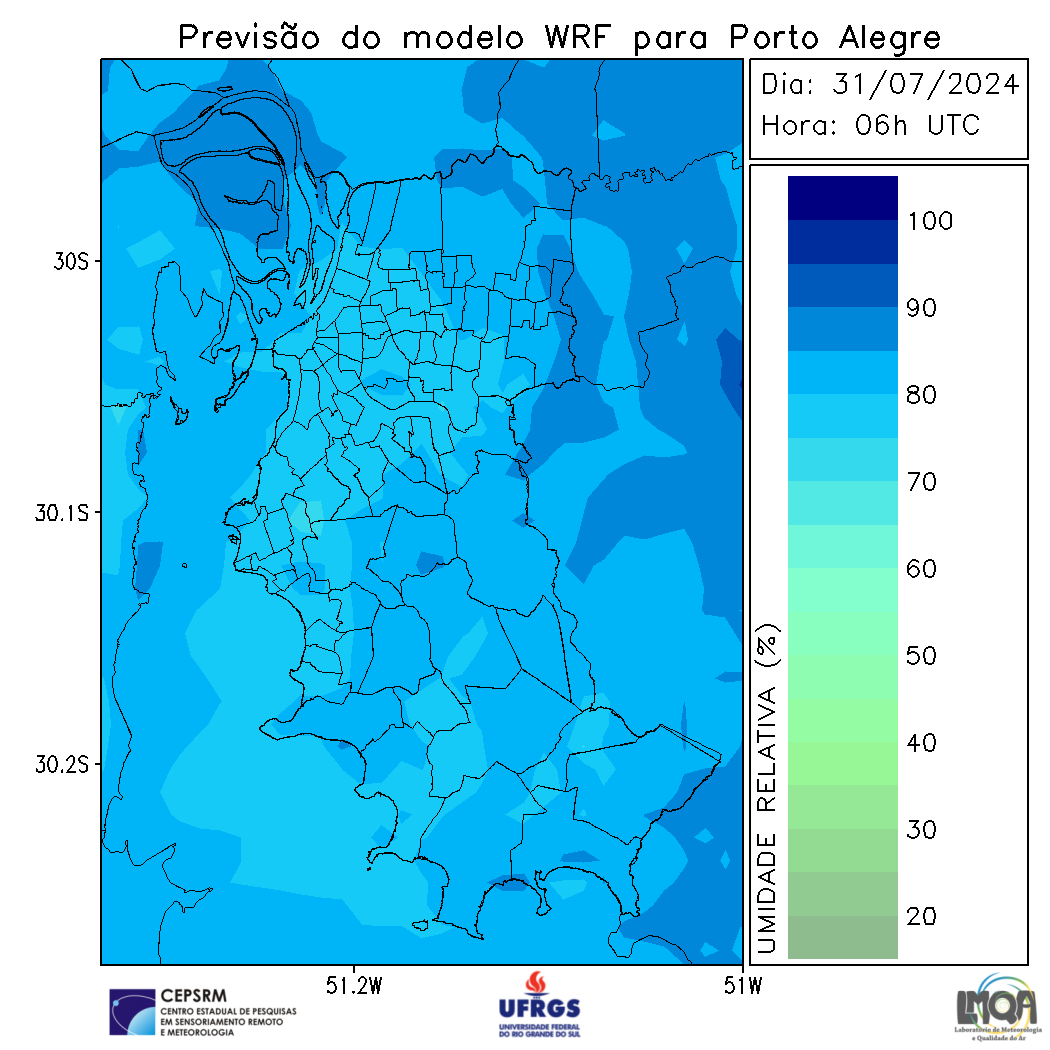 Previsão do modelo WRF para Porto Alegre
Dia: 31/07/2024
Hora: 06h UTC
30S
30.1S
30.2S
51.2W
51W
100
90
80
70
60
50
40
30
20
UMIDADE RELATIVA (%)
CEPSRM
CENTRO ESTADUAL DE PESQUISAS
EM SENSORIAMENTO REMOTO
E METEOROLOGIA
UFRGS
UNIVERSIDADE FEDERAL
DO RIO GRANDE DO SUL
LMQA
Laboratório de Meteorologia
e Qualidade do Ar